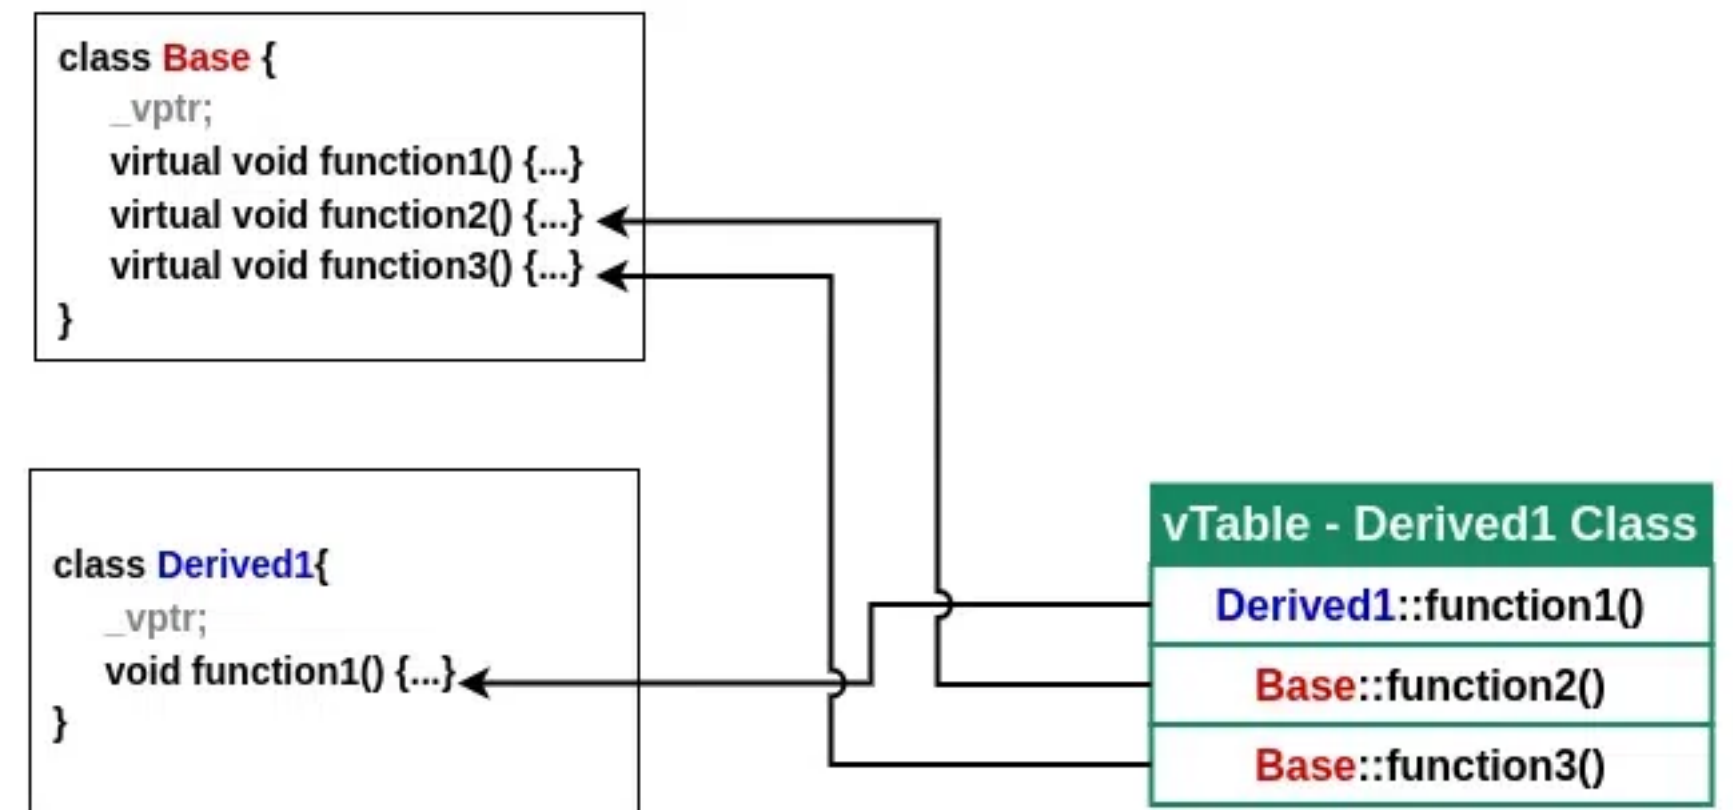 class Base {
_vptr;
virtual void function1() {...}
virtual void function2() {...}
virtual void function3() {...}
}
class Derived1{
_vptr;
void function1() {...}
}
vTable - Derived1 Class
Derived1::function1()
Base::function2()
Base::function3()